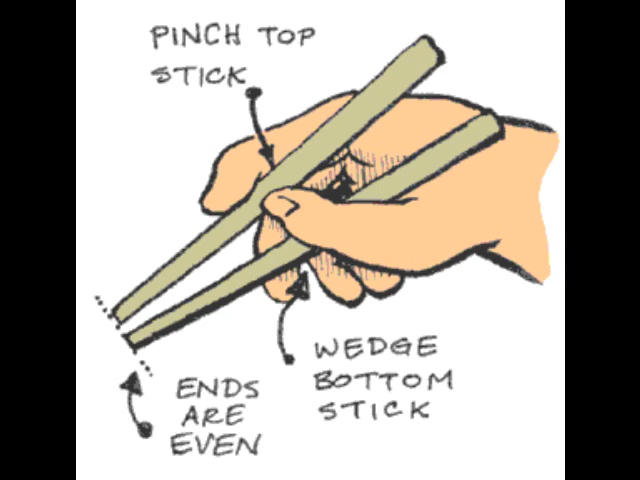 PINCH TOP
STICK
WEDGE
BOTTOM
STICK
ENDS
ARE
EVEN